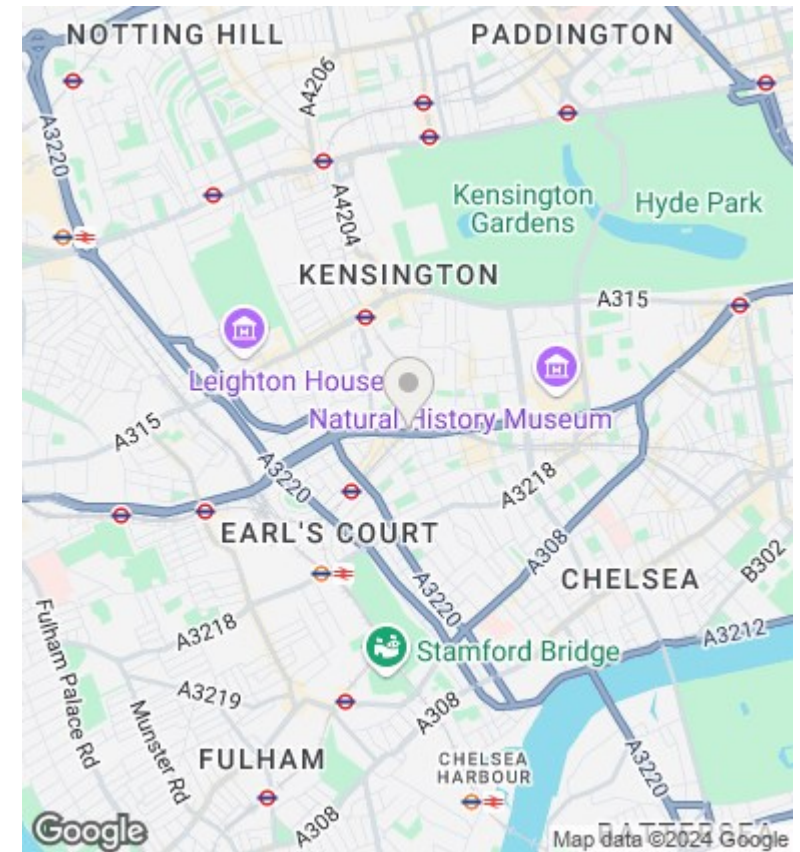 NOTTING HILL
PADDINGTON
A4206
A3220
A4204
Kensington
Gardens
Hyde Park
KENSINGTON
A315
Leighton House
Natural History Museum
A315
A3220
A3218
EARL'S COURT
A308
CHELSEA
B302
A3220
A3218
Stamford Bridge
A3212
Fulham Palace Rd
A3219
Munster Rd
A308
FULHAM
CHELSEA
HARBOUR
A3220
A308
BATTERSEA
Google
Map data ©2024 Google